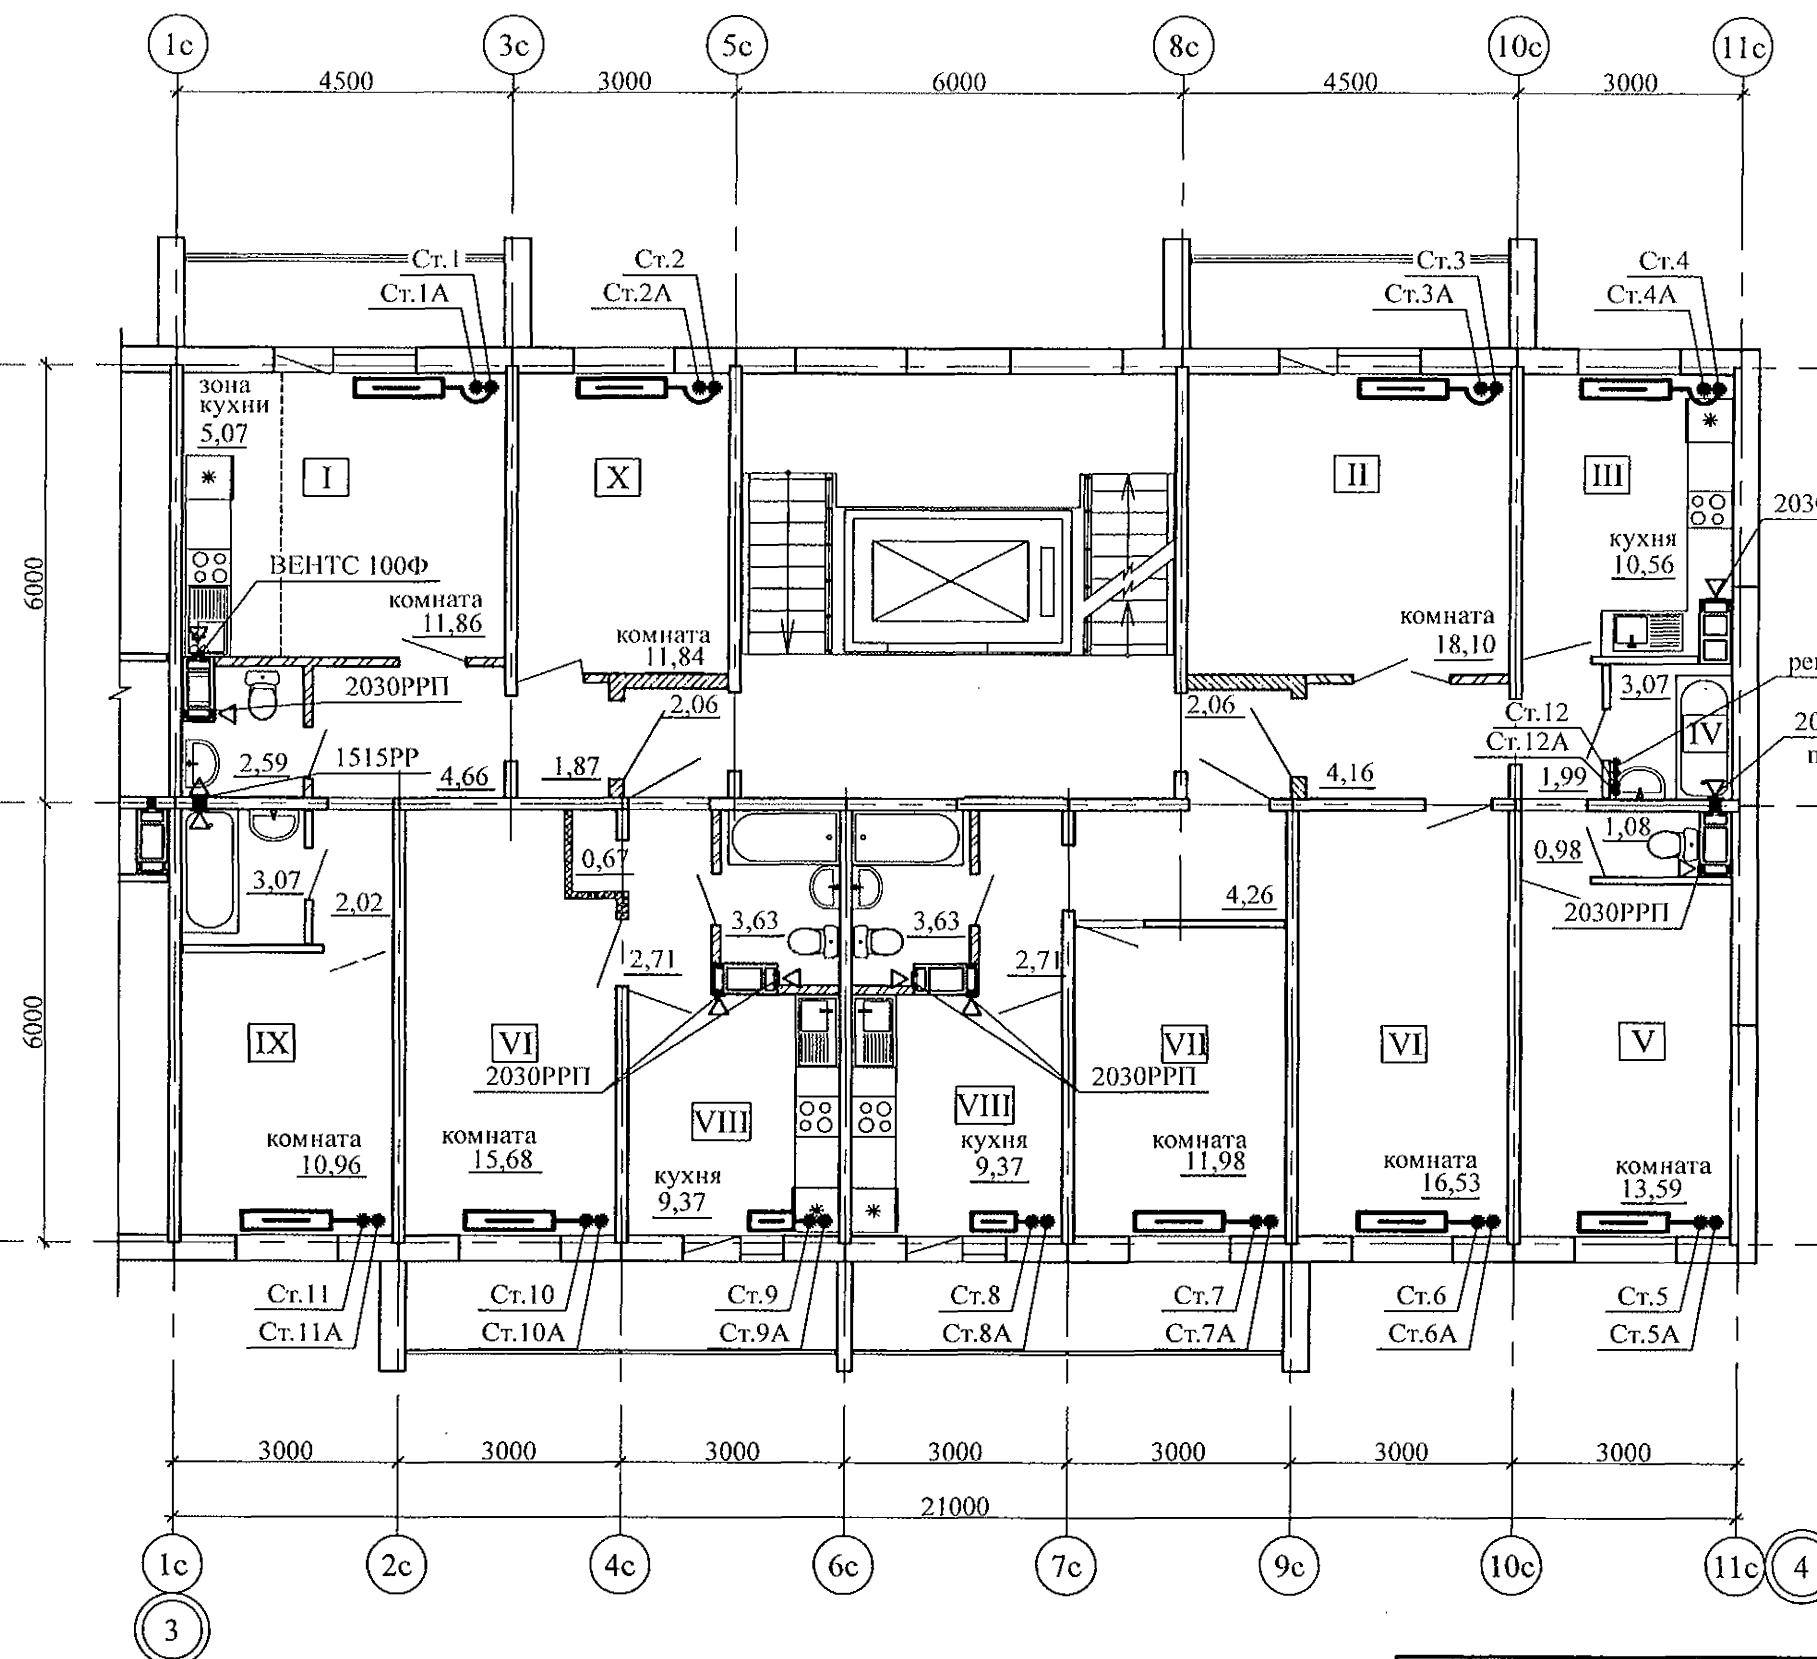 1с 3с 5с 8с 10с 11с
4500 3000 6000 4500 3000
Ст.1 Ст.2 Ст.3 Ст.4
Ст.1А Ст.2А Ст.3А Ст.4А
зона
кухни
5,07
I X II III
2030
кухня
10,56
ВЕНТС 100Ф
6000
комната
11,86
комната
11,84
комната
18,10
2030РРП
2,06 2,06
3,07
Ст.12
Ст.12А
IV
2,59
1515РР
4,66 1,87 4,16 1,99
1,08
0,98
0,67
3,07
2,02
4,26
2030РРП
3,63 3,63
2,71 2,71
6000
IX VI VII VI V
2030РРП 2030РРП
VIII VIII
комната
10,96
комната
15,68
кухня
9,37
кухня
9,37
комната
11,98
комната
16,53
комната
13,59
Ст.11 Ст.10 Ст.9 Ст.8 Ст.7 Ст.6 Ст.5
Ст.11А Ст.10А Ст.9А Ст.8А Ст.7А Ст.6А Ст.5А
3000 3000 3000 3000 3000 3000 3000
21000
1с 2с 4с 6с 7с 9с 10с 11с 4
3